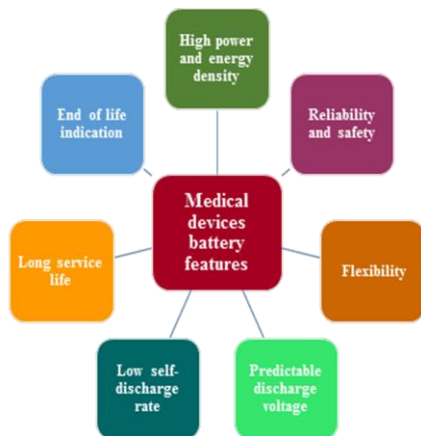 High power
and energy
density
End of life
indication
Reliability
and safety
Medical
devices
battery
features
Long service
life
Flexibility
Low self-
discharge
rate
Predictable
discharge
voltage